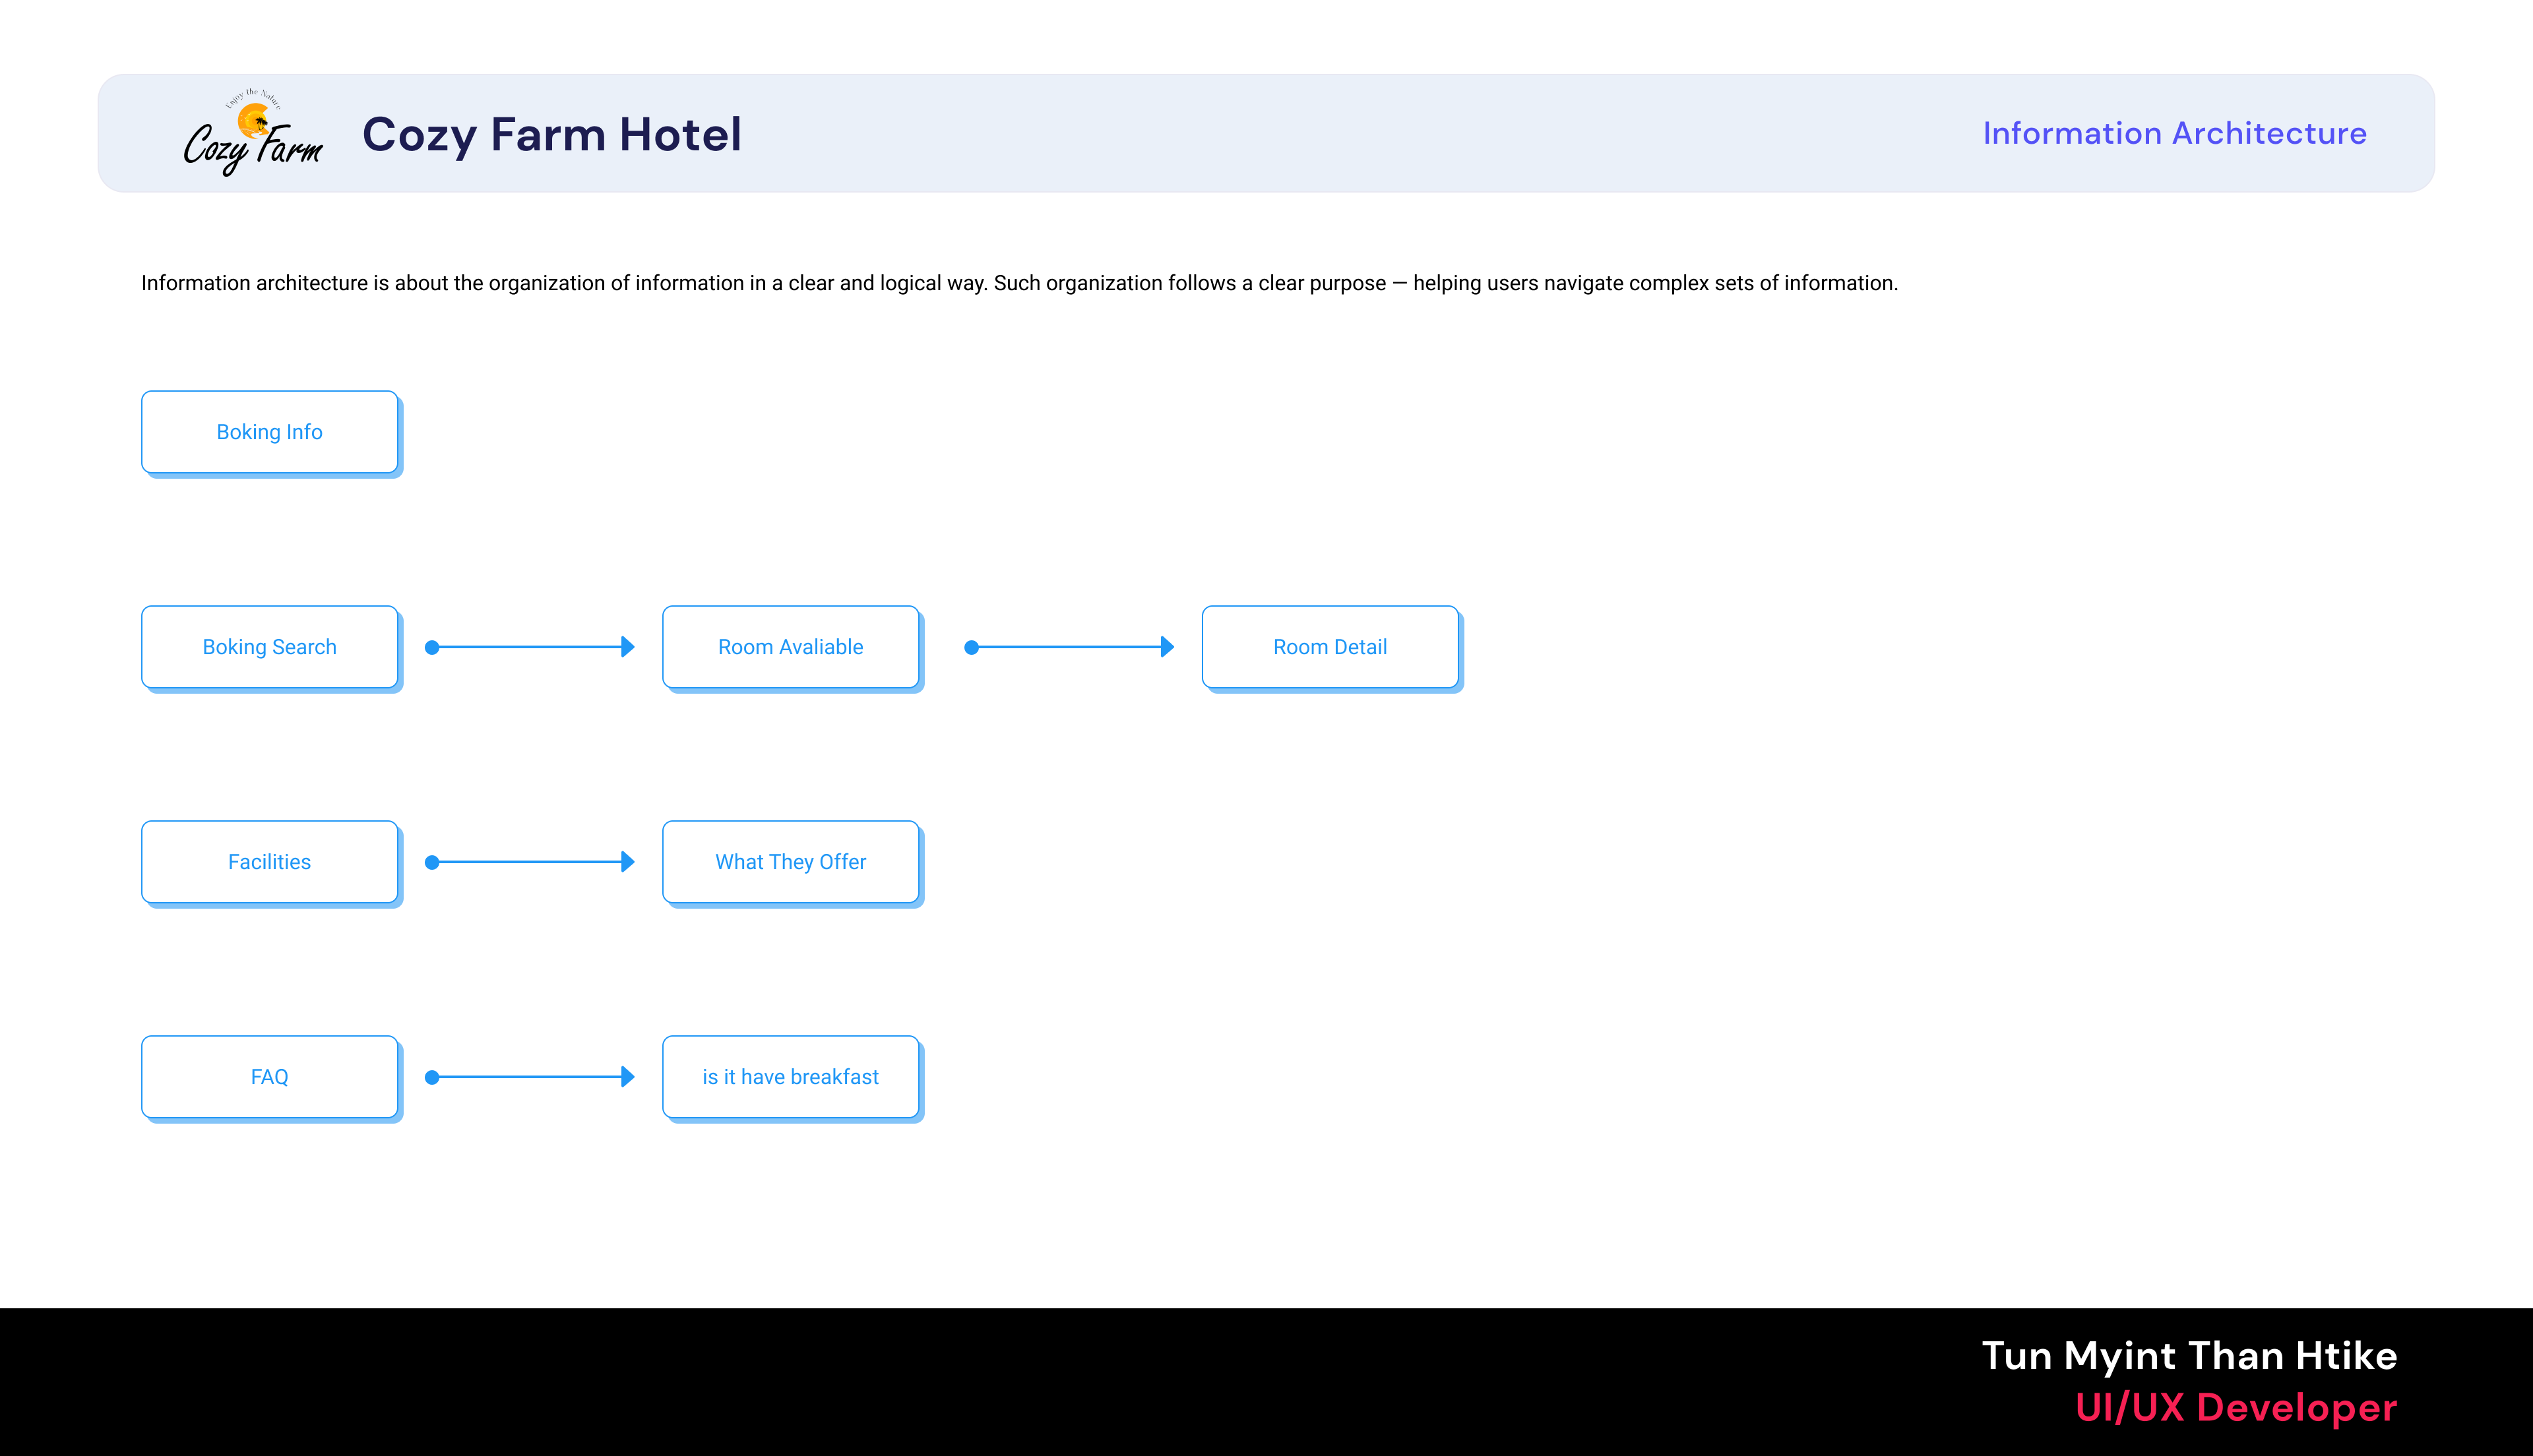 Enjoy the Nature
Cozy Farm
Cozy Farm Hotel
Information Architecture
Information architecture is about the organization of information in a clear and logical way. Such organization follows a clear purpose — helping users navigate complex sets of information.
Boking Info
Boking Search
Room Avaliable
Room Detail
Facilities
What They Offer
FAQ
is it have breakfast
Tun Myint Than Htike
UI/UX Developer